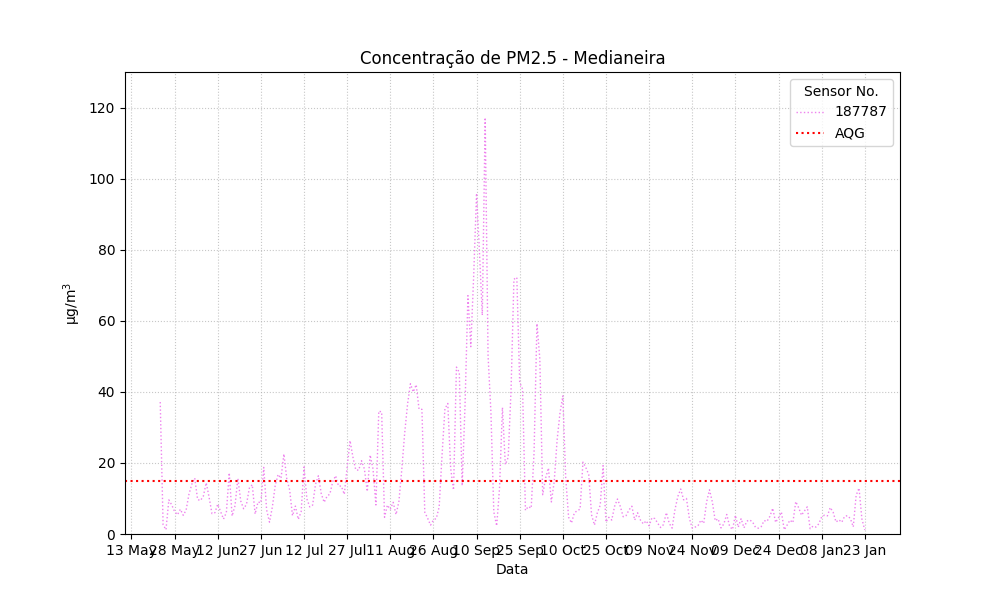 Concentração de PM2.5 - Medianeira
Sensor No.
187787
AQG
µg/m³
120
100
80
60
40
20
0
13 May 28 May 12 Jun 27 Jun 12 Jul 27 Jul 11 Aug 26 Aug 10 Sep 25 Sep 10 Oct 25 Oct 09 Nov 24 Nov 09 Dec 24 Dec 08 Jan 23 Jan
Data